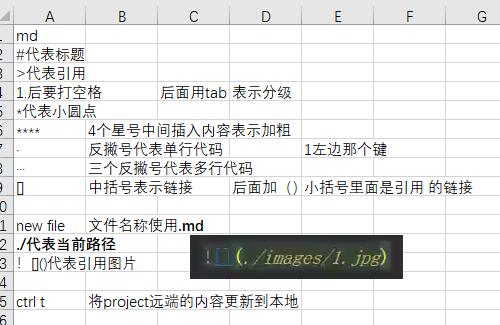 A B C D E F G
md
2 #代表标题
3 >代表引用
4 1.后要打空格 后面用tab 表示分级
5 *代表小圆点
6 **** 4个星号中间插入内容表示加粗
7 · 反撇号代表单行代码 1左边那个键
8 ··· 三个反撇号代表多行代码
9 [] 中括号表示链接 后面加（）小括号里面是引用 的链接
0
1 new file 文件名称使用.md
2 ./代表当前路径
![](./images/1.jpg)
3 ！[]()代表引用图片
5 ctrl t 将project远端的内容更新到本地
6